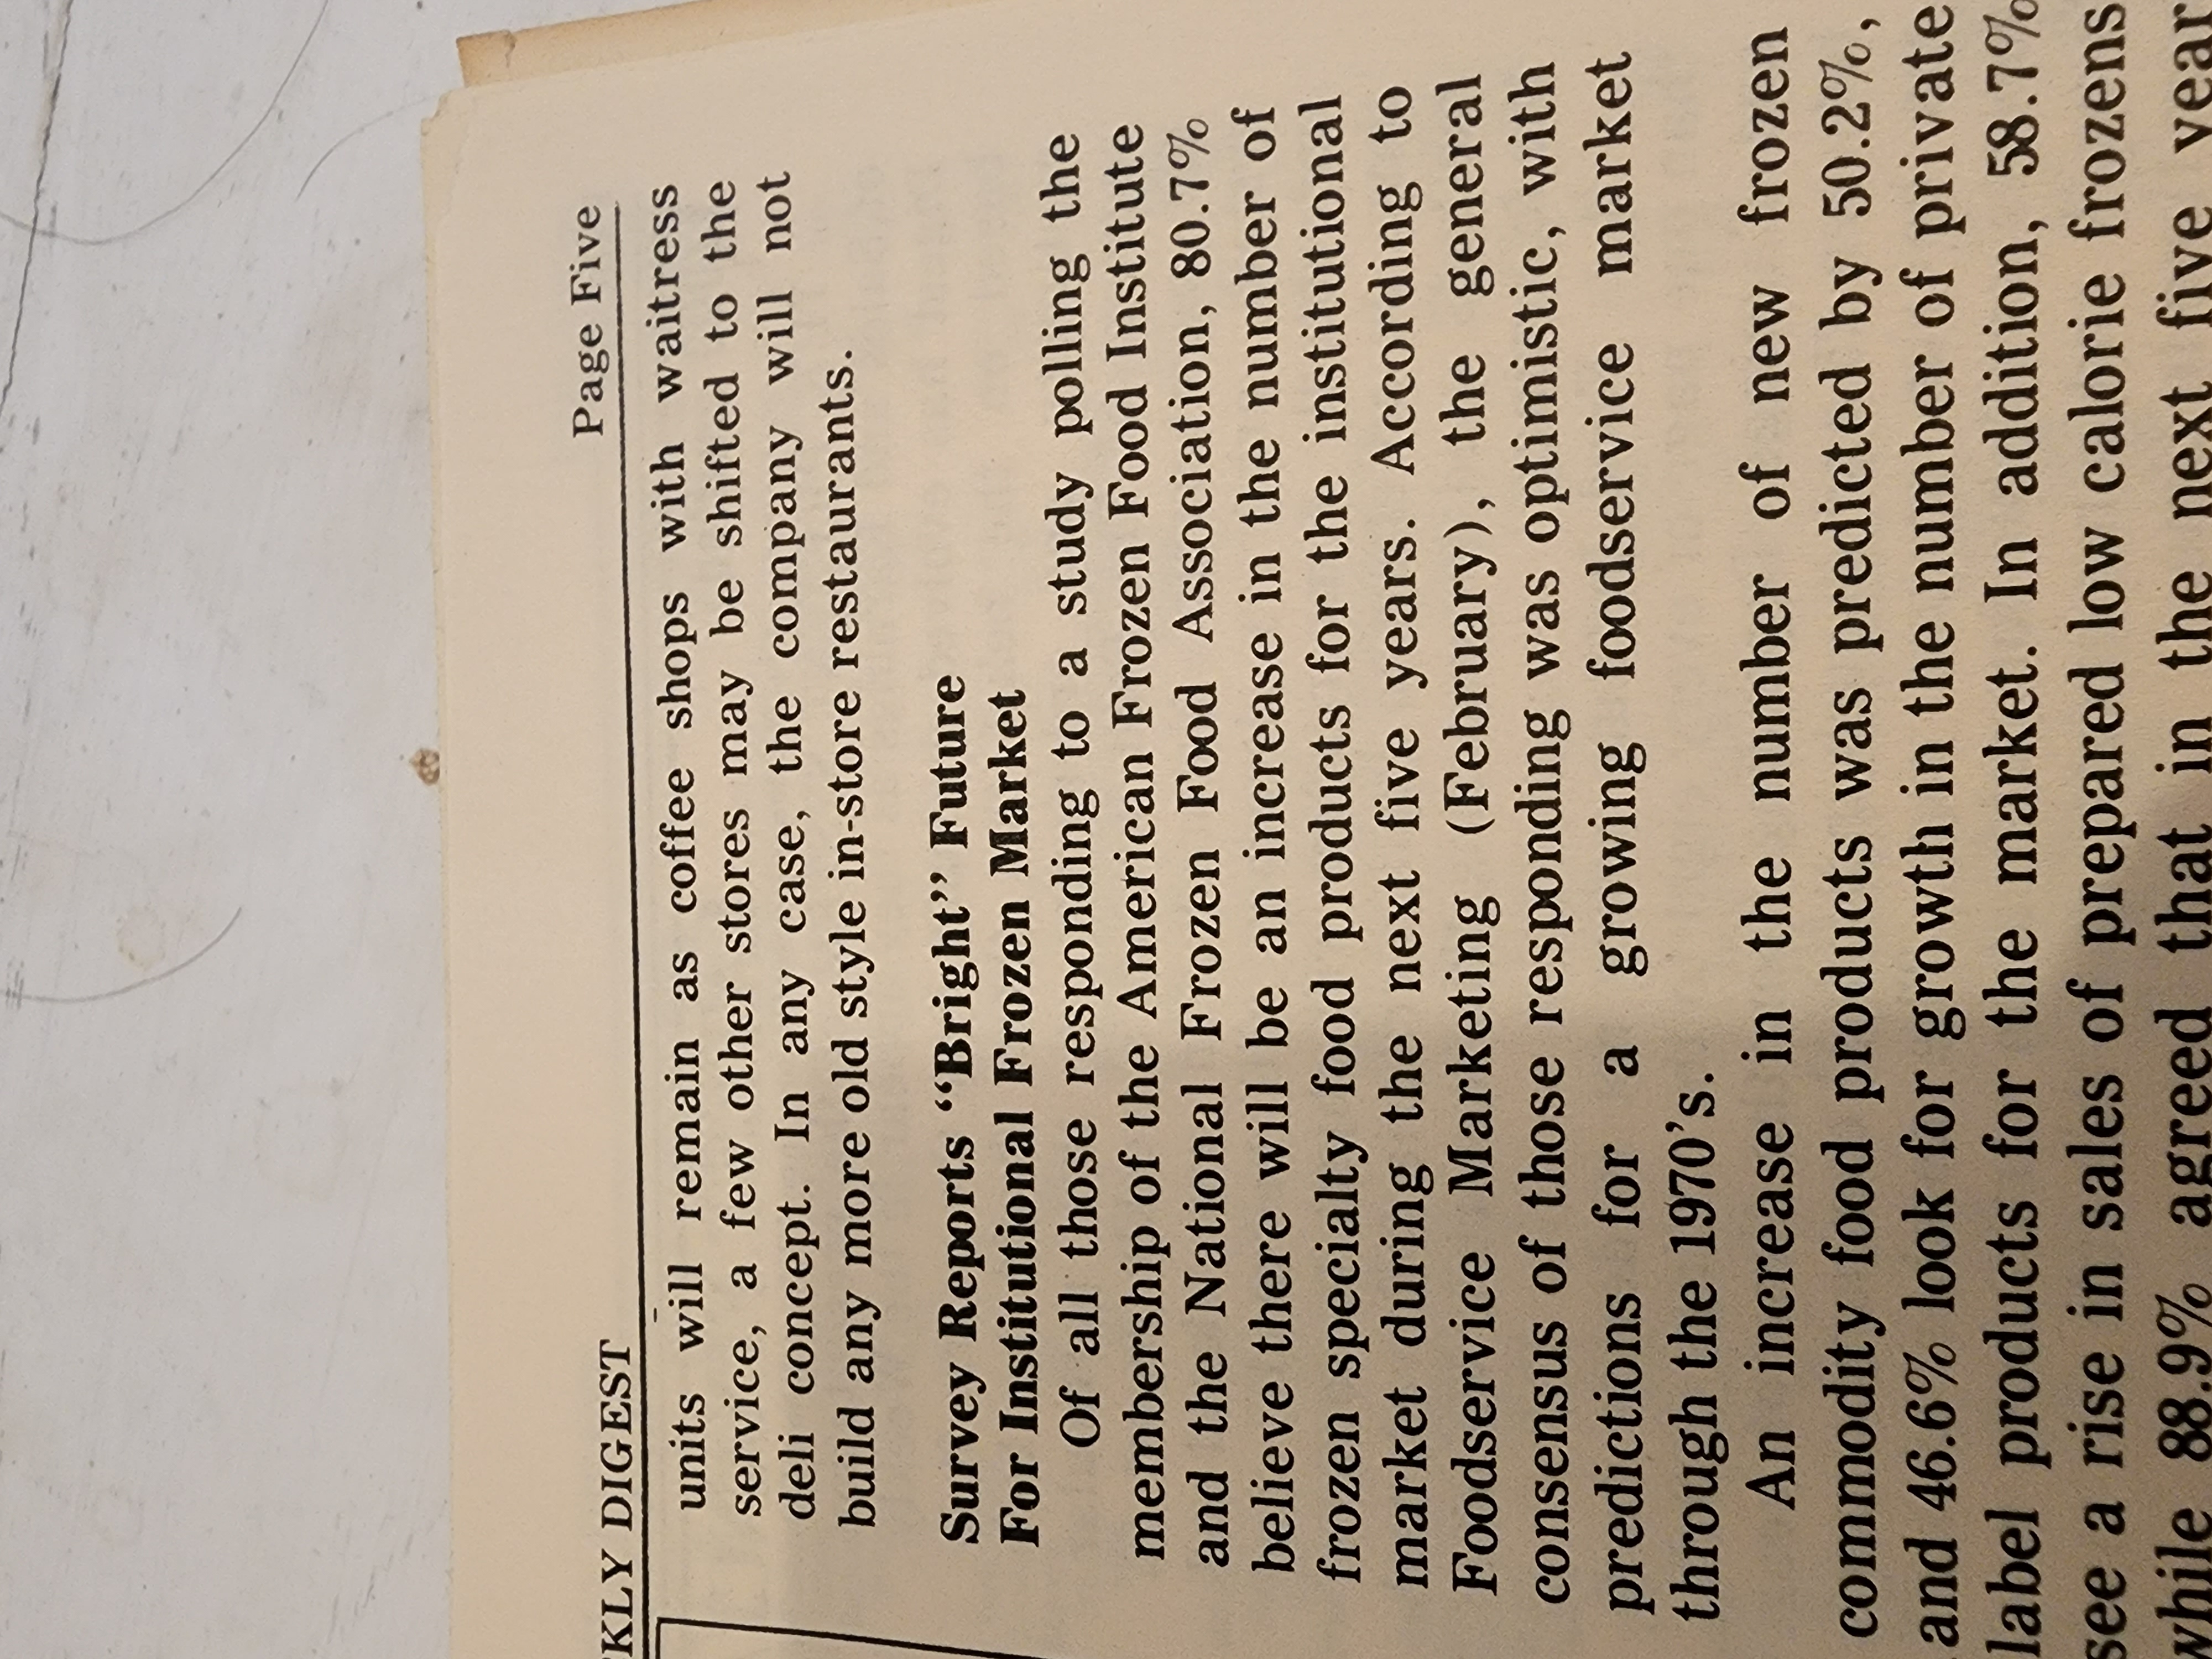 KLY DIGEST Page Five
units will remain as coffee shops with waitress
service, a few other stores may be shifted to the
deli concept. In any case, the company will not
build any more old style in-store restaurants.
Survey Reports “Bright” Future
For Institutional Frozen Market
Of all those responding to a study polling the
membership of the American Frozen Food Institute
and the National Frozen Food Association, 80.7%
believe there will be an increase in the number of
frozen specialty food products for the institutional
market during the next five years. According to
Foodservice Marketing (February), the general
consensus of those responding was optimistic, with
predictions for a growing foodservice market
through the 1970’s.
An increase in the number of new frozen
commodity food products was predicted by 50.2%,
and 46.6% look for growth in the number of private
label products for the market. In addition, 58.7%
see a rise in sales of prepared low calorie frozens
while 88.9% agreed that in the next five year